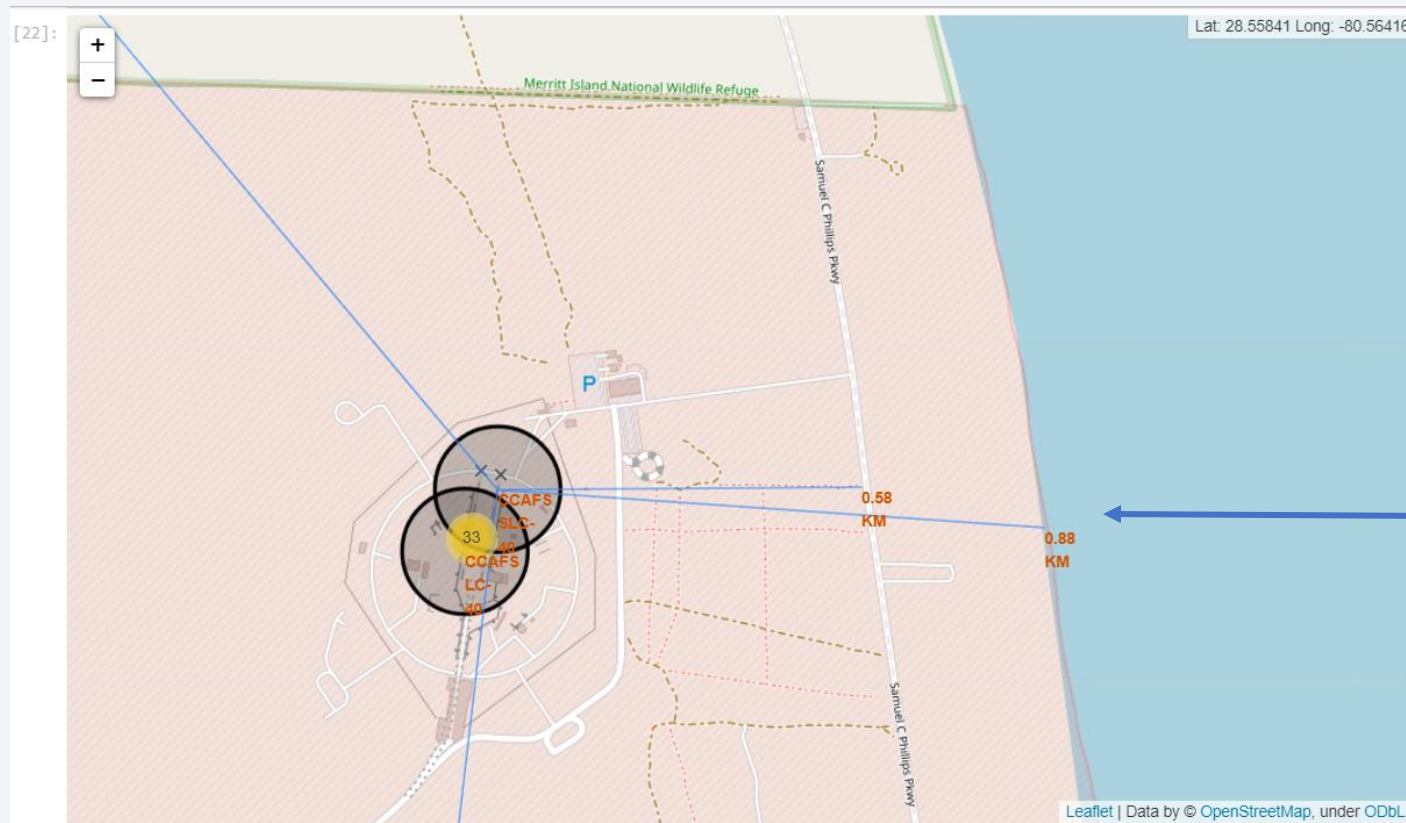 [22]:
+
−
Lat: 28.55841 Long: -80.56416
Merritt Island National Wildlife Refuge
Samuel C Phillips Pkwy
P
CCAFS
SLC-
40
33
CCAFS
LC-
40
0.58
KM
0.88
KM
Samuel C Phillips Pkwy
Leaflet | Data by © OpenStreetMap, under ODbL